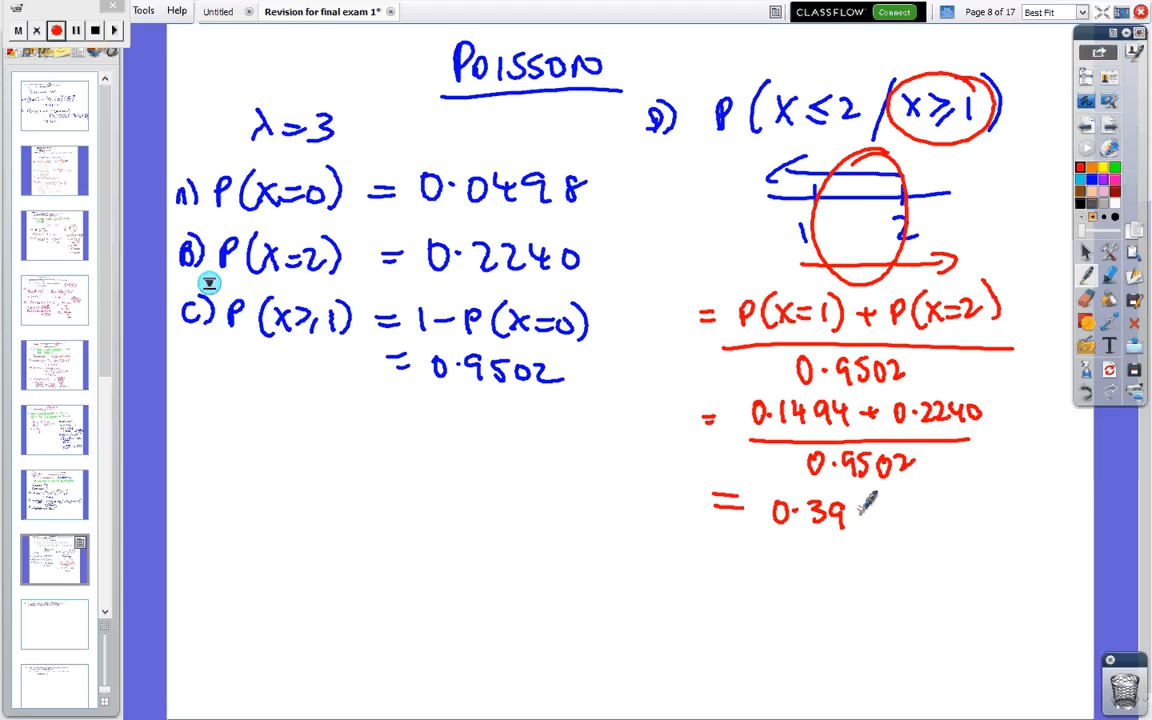 Tools Help Untitled Revision for final exam 1* CLASSFLOW Connect Page 8 of 17 Best Fit
M
POISSON
λ=3
A) P(X=0) = 0.0498
B) P(X=2) = 0.2240
C) P(X≥1) = 1-P(X=0)
= 0.9502
D) P(X≤2/X≥1)
1 2
= P(X=1)+P(X=2)
0.9502
= 0.1494+0.2240
0.9502
= 0.39
T